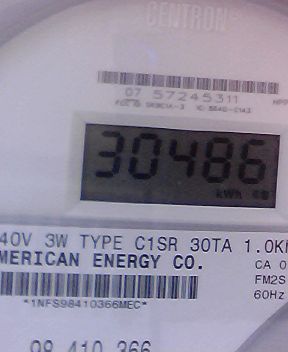 CENTRON
07 57245311
30486
kWh
40V 3W TYPE C1SR 30TA 1.0K
MERICAN ENERGY CO.
CA 0
FM2S
60Hz
*1NFS98410366MEC*
98 410 366